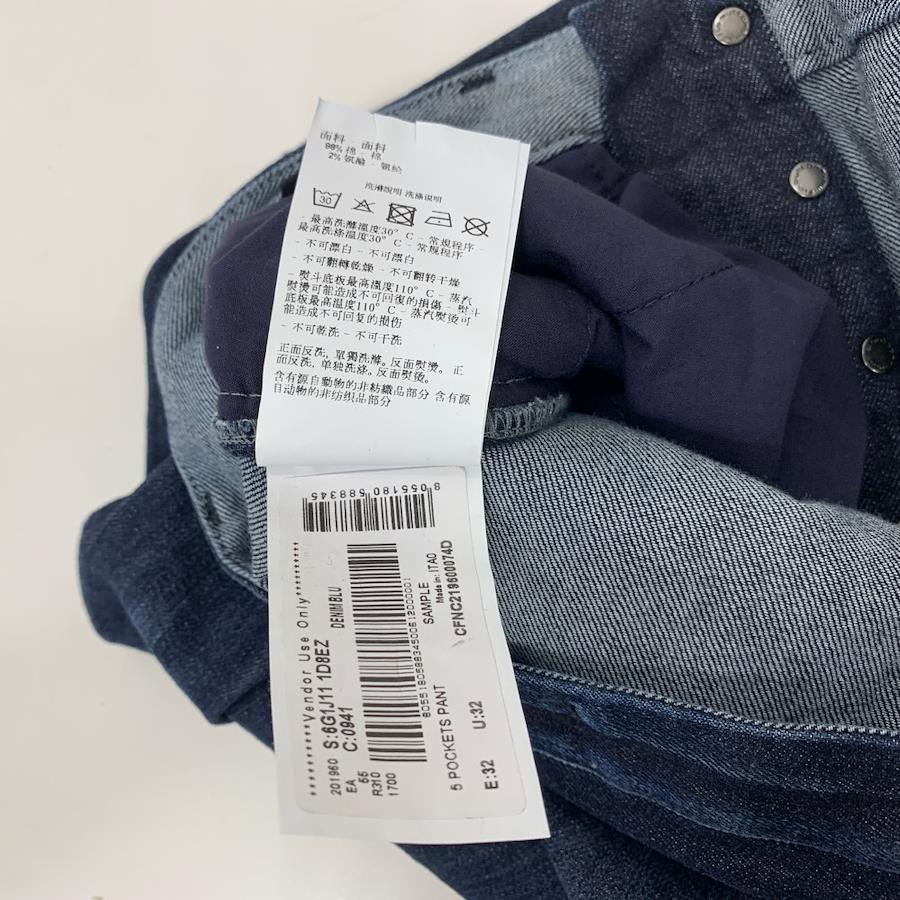 面料 - 面料
98% 棉 - 棉
2% 氨綸 - 氨纶
洗滌說明 洗涤说明
30
- 最高洗滌溫度30° C - 常規程序 -
最高洗涤温度30° C - 常规程序
- 不可漂白 - 不可漂白
- 不可翻轉乾燥 - 不可翻转干燥
- 熨斗底板最高溫度110° C - 蒸汽
熨燙可能造成不可回復的損傷 - 熨斗
底板最高温度110° C - 蒸汽熨烫可
能造成不可回复的损伤
- 不可乾洗 - 不可干洗
正面反洗, 單獨洗滌。反面熨燙。 正
面反洗, 单独洗涤。反面熨烫。
含有源自動物的非紡織品部分 含有源
自动物的非纺织品部分
8 055180 588345
**********Vendor Use Only**********
201960 S:6G1J11 1D8EZ DENIM BLU
EA C:0941
55
R310
1700
8055180588345006120000001
SAMPLE Made in: ITA0
5 POCKETS PANT CFNC219600074D
E:32 U:32